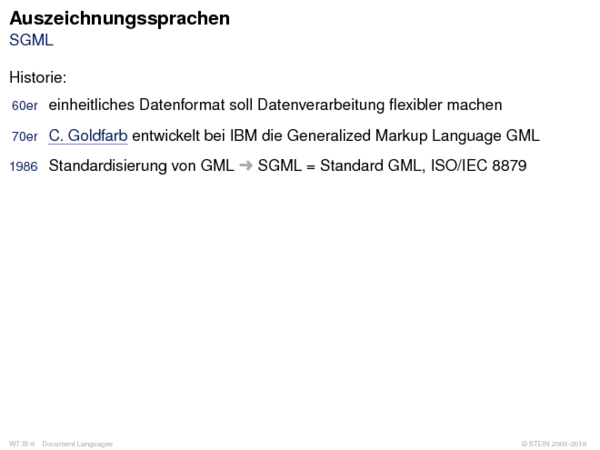 Auszeichnungssprachen
SGML
Historie:
60er einheitliches Datenformat soll Datenverarbeitung flexibler machen
70er C. Goldfarb entwickelt bei IBM die Generalized Markup Language GML
1986 Standardisierung von GML ➜ SGML = Standard GML, ISO/IEC 8879
WT:III-9 Document Languages © STEIN 2005-2018